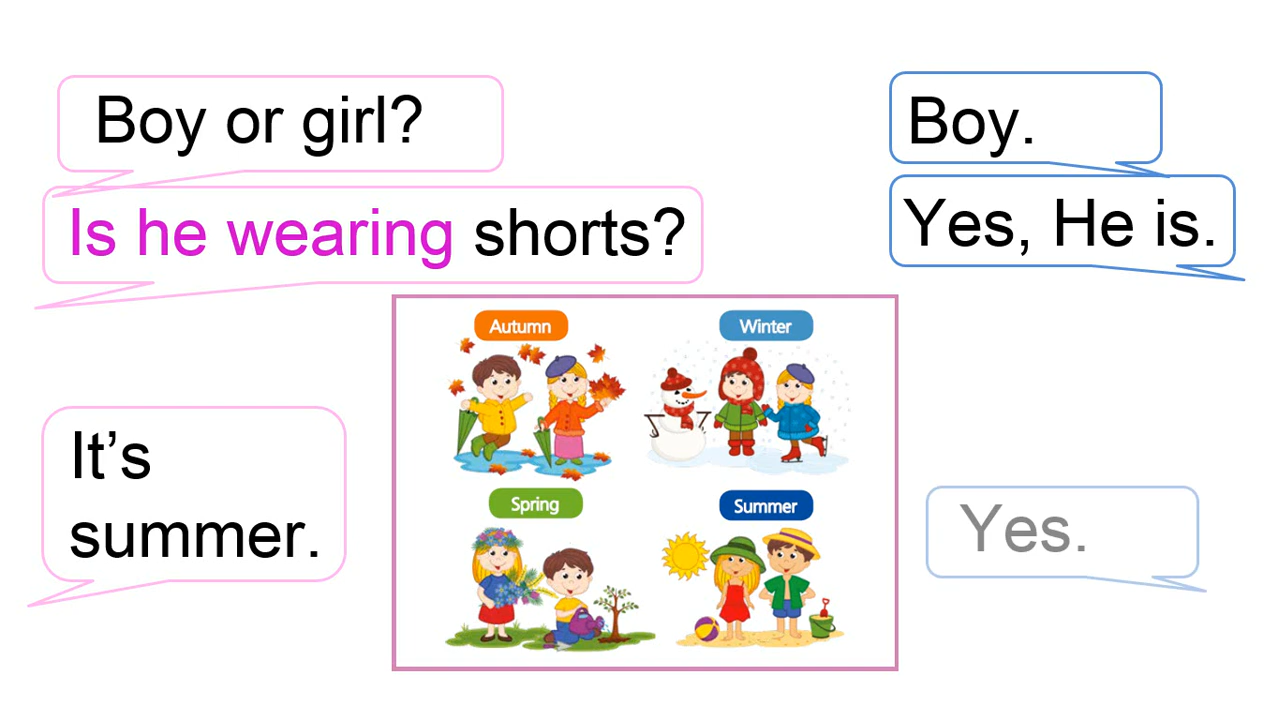 Boy or girl?
Boy.
Is he wearing shorts?
Yes, He is.
Autumn
Winter
It’s
summer.
Spring
Summer
Yes.